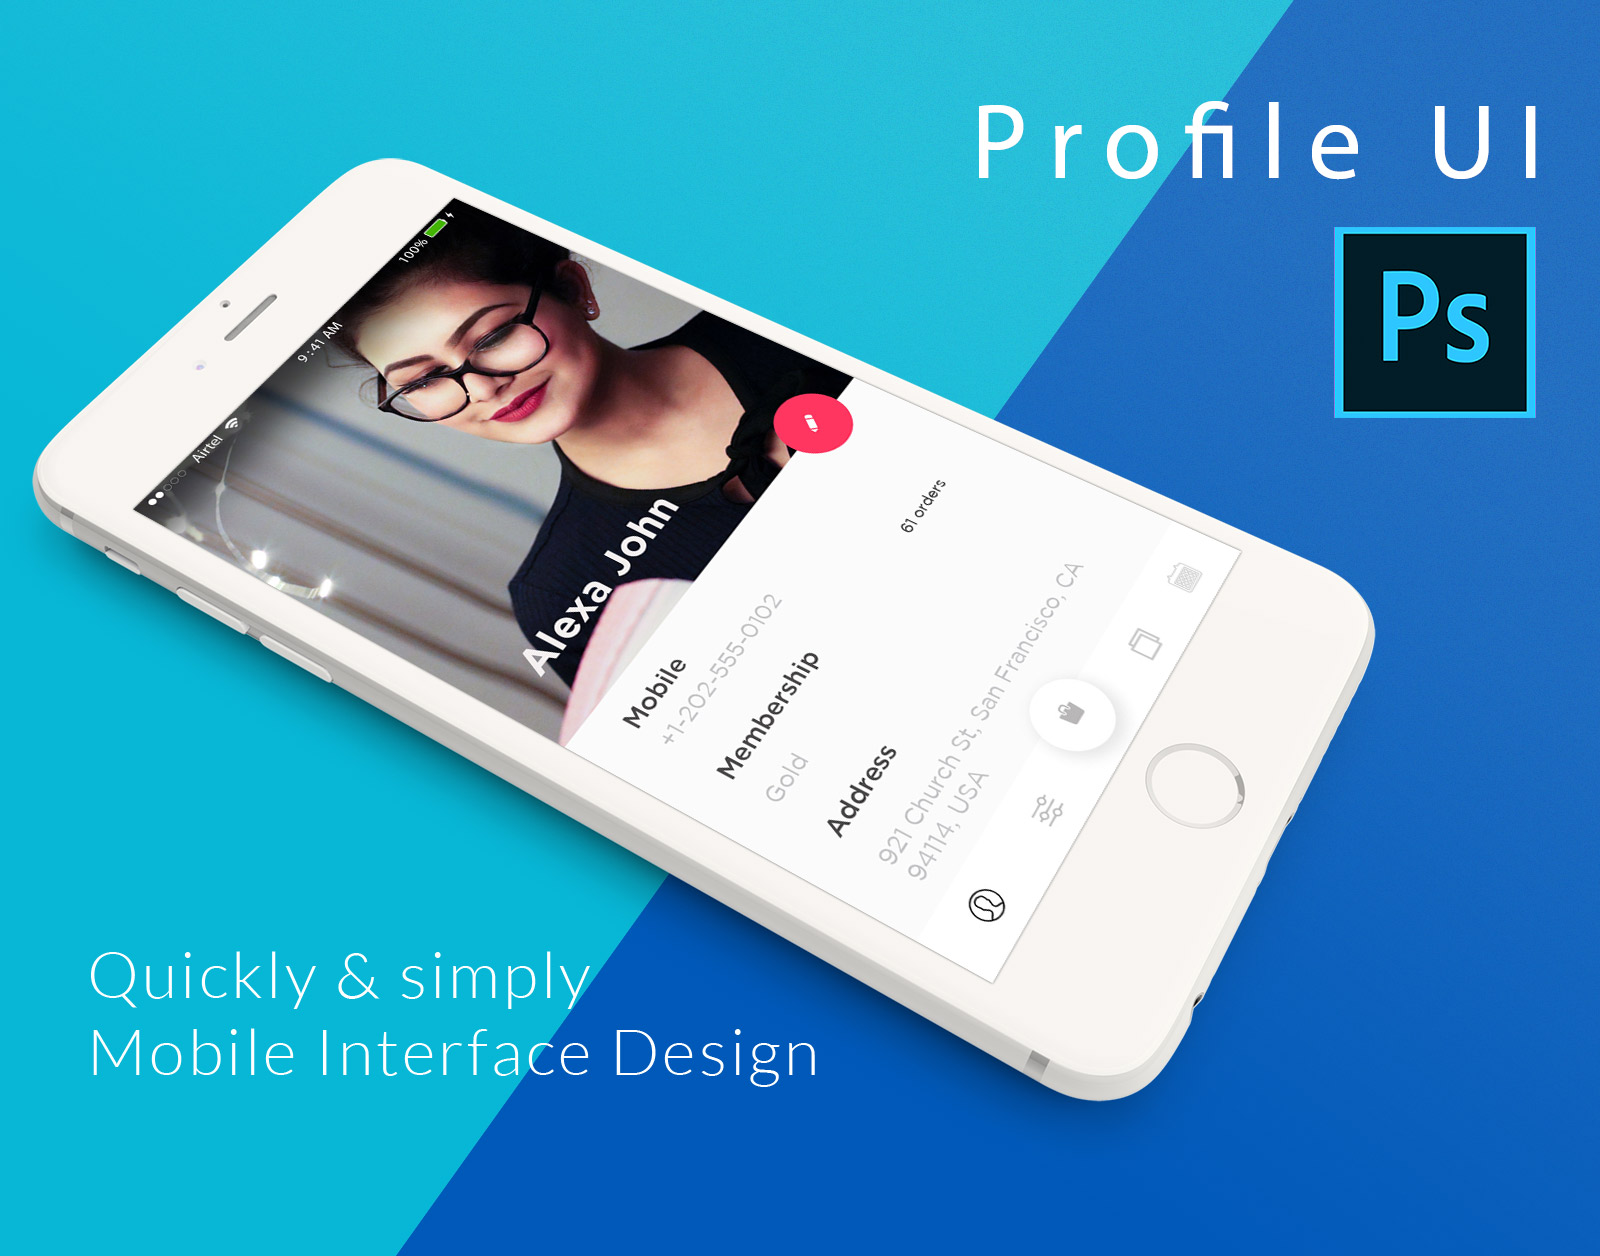 Profile UI
Ps
100%
9:41 AM
Airtel
Alexa John
61 orders
Mobile
+1-202-555-0102
Membership
Gold
Address
921 Church St, San Francisco, CA
94114, USA
Quickly & simply
Mobile Interface Design